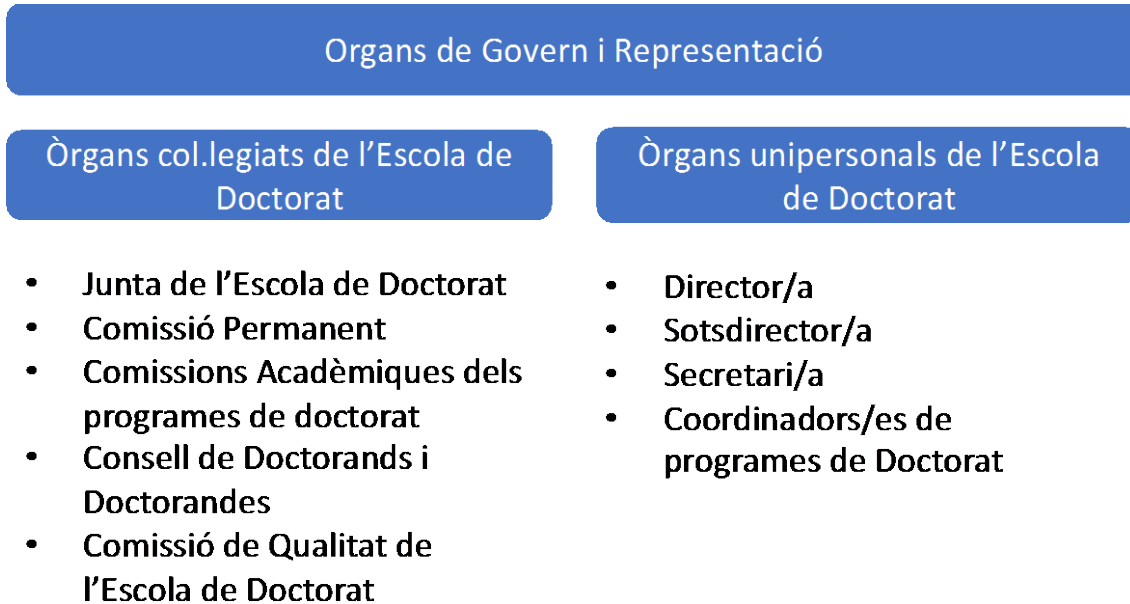 Organs de Govern i Representació
Òrgans col.legiats de l’Escola de
Doctorat
Òrgans unipersonals de l’Escola
de Doctorat
• Junta de l’Escola de Doctorat
• Comissió Permanent
• Comissions Acadèmiques dels
programes de doctorat
• Consell de Doctorands i
Doctorandes
• Comissió de Qualitat de
l’Escola de Doctorat
• Director/a
• Sotsdirector/a
• Secretari/a
• Coordinadors/es de
programes de Doctorat